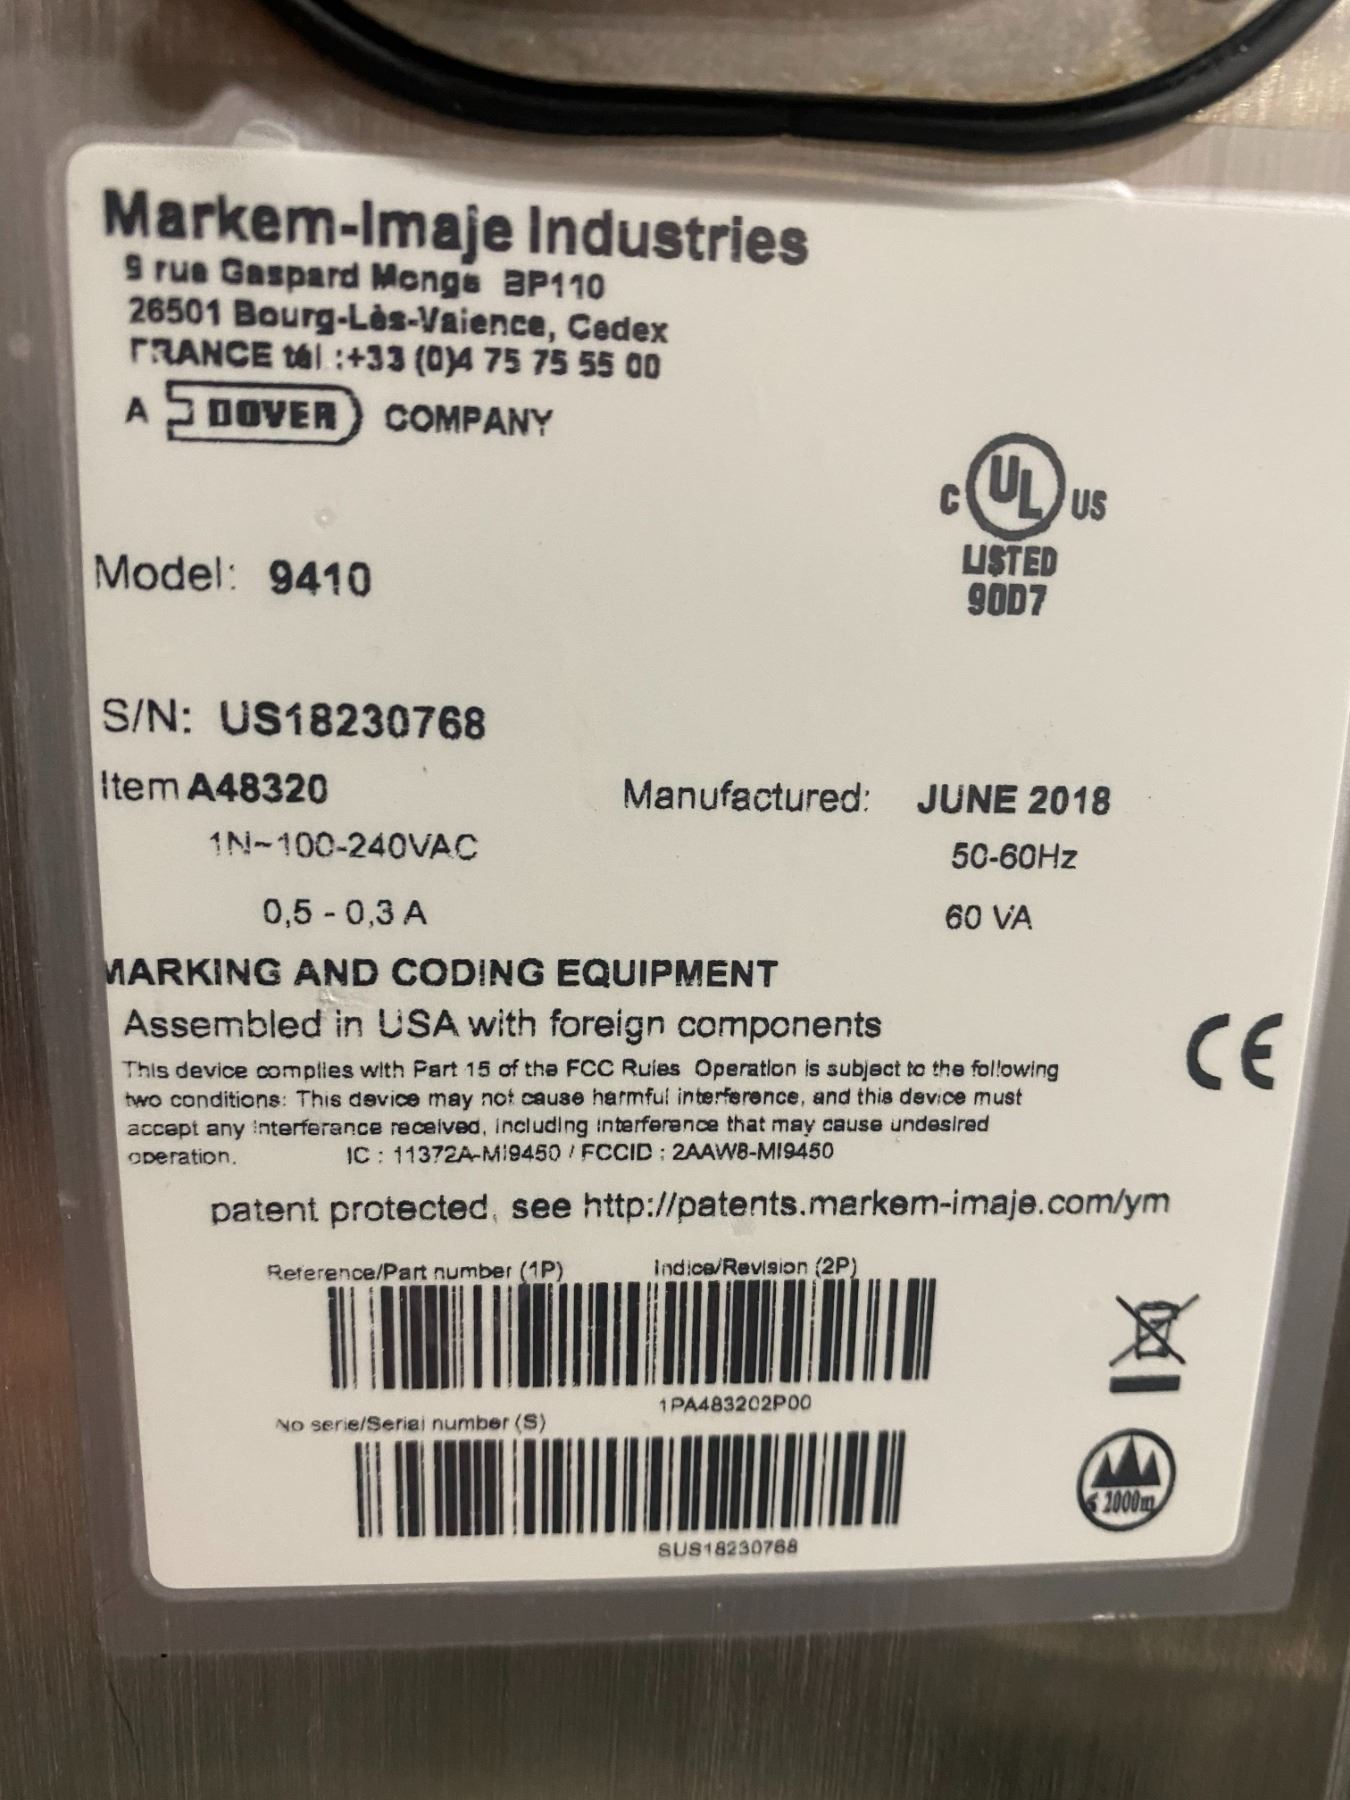 Markem-Imaje Industries
9 rue Gaspard Monge BP110
26501 Bourg-Lès-Valence, Cedex
FRANCE tél :+33 (0)4 75 75 55 00
A DOVER COMPANY
C UL US
LISTED
90D7
Model: 9410
S/N: US18230768
Item A48320 Manufactured: JUNE 2018
1N~100-240VAC 50-60Hz
0,5 - 0,3 A 60 VA
MARKING AND CODING EQUIPMENT
Assembled in USA with foreign components
CE
This device complies with Part 15 of the FCC Rules Operation is subject to the following
two conditions: This device may not cause harmful interference, and this device must
accept any interferance received, including interference that may cause undesired
operation. IC : 11372A-MI9450 / FCCID : 2AAW8-MI9450
patent protected, see http://patents.markem-imaje.com/ym
Reference/Part number (1P) Indice/Revision (2P)
1PA483202P00
No serie/Serial number (S)
SUS18230768
≤ 2000m